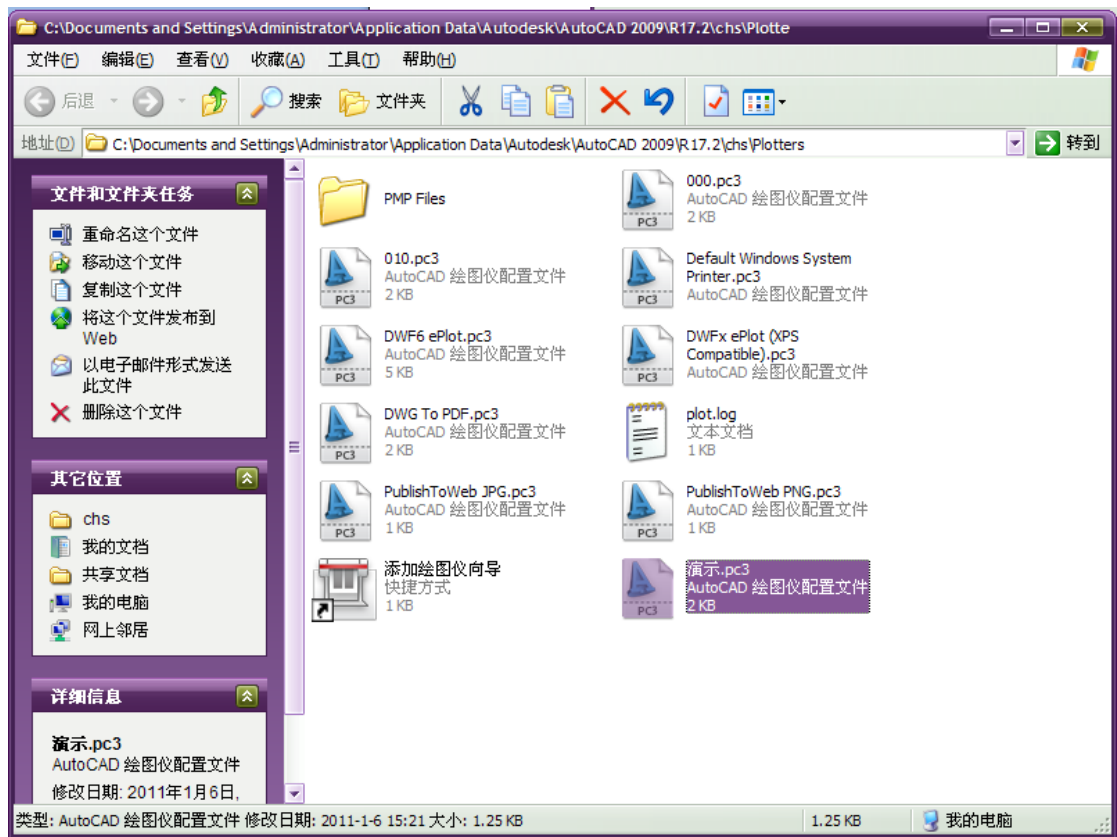 C:\Documents and Settings\Administrator\Application Data\Autodesk\AutoCAD 2009\R17.2\chs\Plotte
文件(F) 编辑(E) 查看(V) 收藏(A) 工具(T) 帮助(H)
后退 搜索 文件夹
地址(D) C:\Documents and Settings\Administrator\Application Data\Autodesk\AutoCAD 2009\R17.2\chs\Plotters 转到
文件和文件夹任务
重命名这个文件
移动这个文件
复制这个文件
将这个文件发布到
Web
以电子邮件形式发送
此文件
删除这个文件
其它位置
chs
我的文档
共享文档
我的电脑
网上邻居
详细信息
演示.pc3
AutoCAD 绘图仪配置文件
修改日期: 2011年1月6日,
PMP Files
PC3
000.pc3
AutoCAD 绘图仪配置文件
2 KB
PC3
010.pc3
AutoCAD 绘图仪配置文件
2 KB
PC3
Default Windows System
Printer.pc3
AutoCAD 绘图仪配置文件
PC3
DWF6 ePlot.pc3
AutoCAD 绘图仪配置文件
5 KB
PC3
DWFx ePlot (XPS
Compatible).pc3
AutoCAD 绘图仪配置文件
PC3
DWG To PDF.pc3
AutoCAD 绘图仪配置文件
2 KB
plot.log
文本文档
1 KB
PC3
PublishToWeb JPG.pc3
AutoCAD 绘图仪配置文件
1 KB
PC3
PublishToWeb PNG.pc3
AutoCAD 绘图仪配置文件
1 KB
添加绘图仪向导
快捷方式
1 KB
PC3
演示.pc3
AutoCAD 绘图仪配置文件
2 KB
类型: AutoCAD 绘图仪配置文件 修改日期: 2011-1-6 15:21 大小: 1.25 KB 1.25 KB 我的电脑